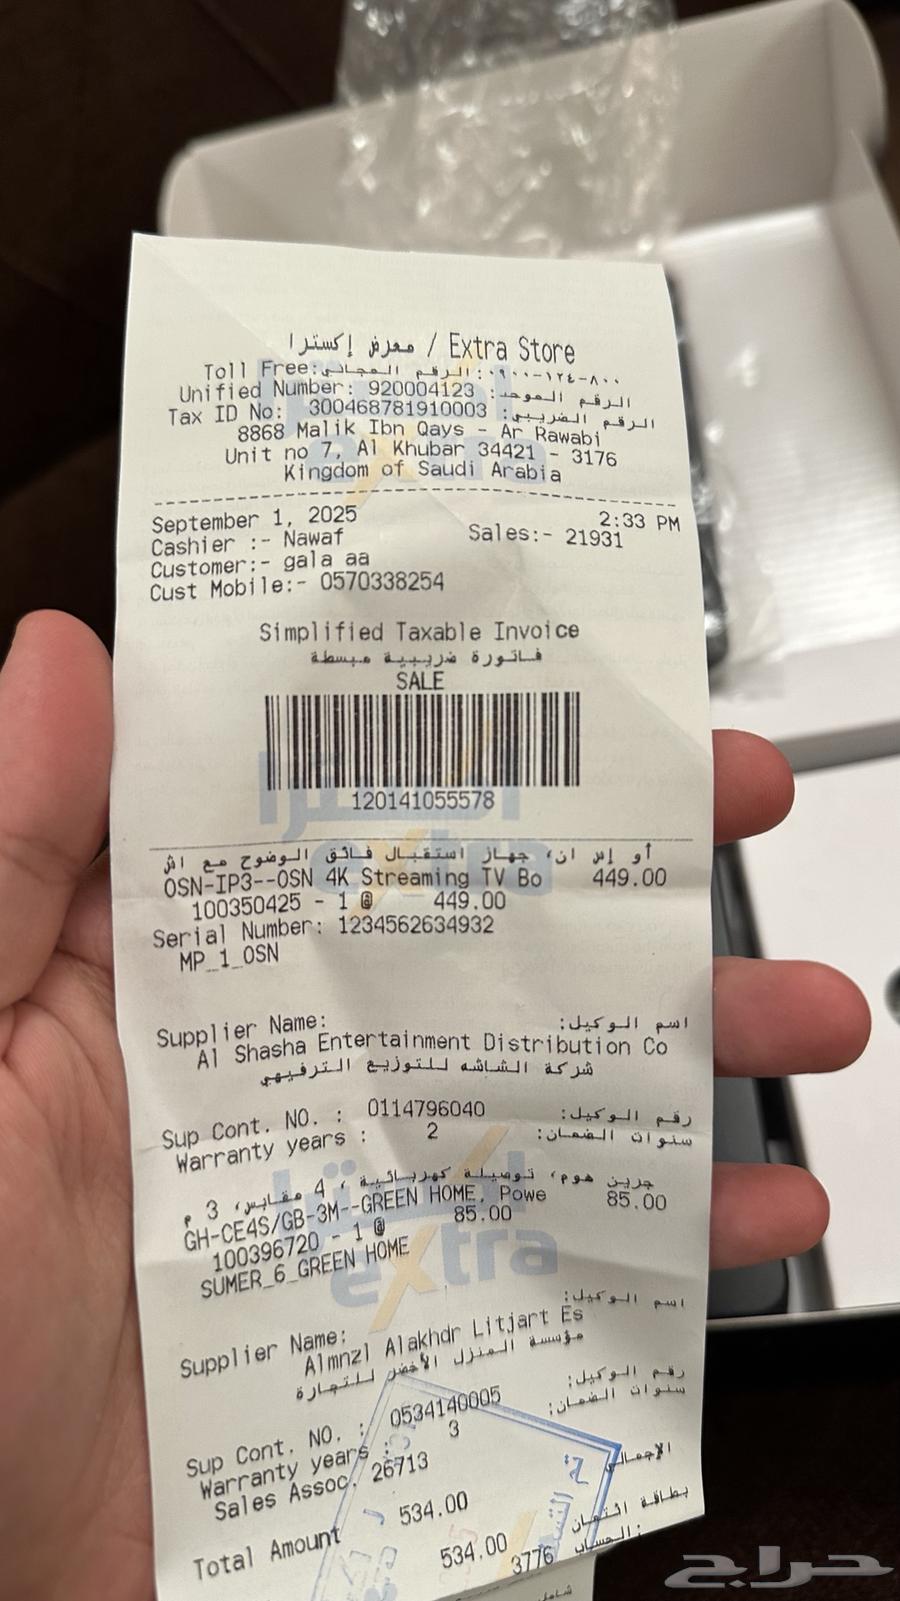 معرض إكسترا / Extra Store
Toll Free:الرقم المجاني:٨٠٠-١٢٤-٠٩٠٠
Unified Number: 920004123 الرقم الموحد:
Tax ID No: 300468781910003 الرقم الضريبي:
8868 Malik Ibn Qays - Ar Rawabi
Unit no 7, Al Khubar 34421 - 3176
Kingdom of Saudi Arabia
September 1, 2025 2:33 PM
Cashier :- Nawaf Sales:- 21931
Customer:- gala aa
Cust Mobile:- 0570338254
Simplified Taxable Invoice
فاتورة ضريبية مبسطة
SALE
120141055578
أو إس ان، جهاز استقبال فائق الوضوح مع اش
OSN-IP3--OSN 4K Streaming TV Bo 449.00
100350425 - 1 @ 449.00
Serial Number: 1234562634932
MP_1_OSN
Supplier Name: اسم الوكيل:
Al Shasha Entertainment Distribution Co
شركة الشاشه للتوزيع الترفيهي
Sup Cont. NO. : 0114796040 رقم الوكيل:
Warranty years : 2 سنوات الضمان:
جرين هوم، توصيلة كهربائية ، 4 مقابس، 3 م
GH-CE4S/GB-3M--GREEN HOME, Powe 85.00
100396720 - 1 @ 85.00
SUMER_6_GREEN HOME
Supplier Name: اسم الوكيل:
Almnzl Alakhdr Litjart Es
مؤسسة المنزل الأخضر للتجارة
Sup Cont. NO. : 0534140005 رقم الوكيل:
Warranty years : 3 سنوات الضمان:
Sales Assoc. 26713
Total Amount 534.00 الإجمالي
534.00 بطاقة ائتمان
3776 الحساب:
إكسترا
extra
حراج